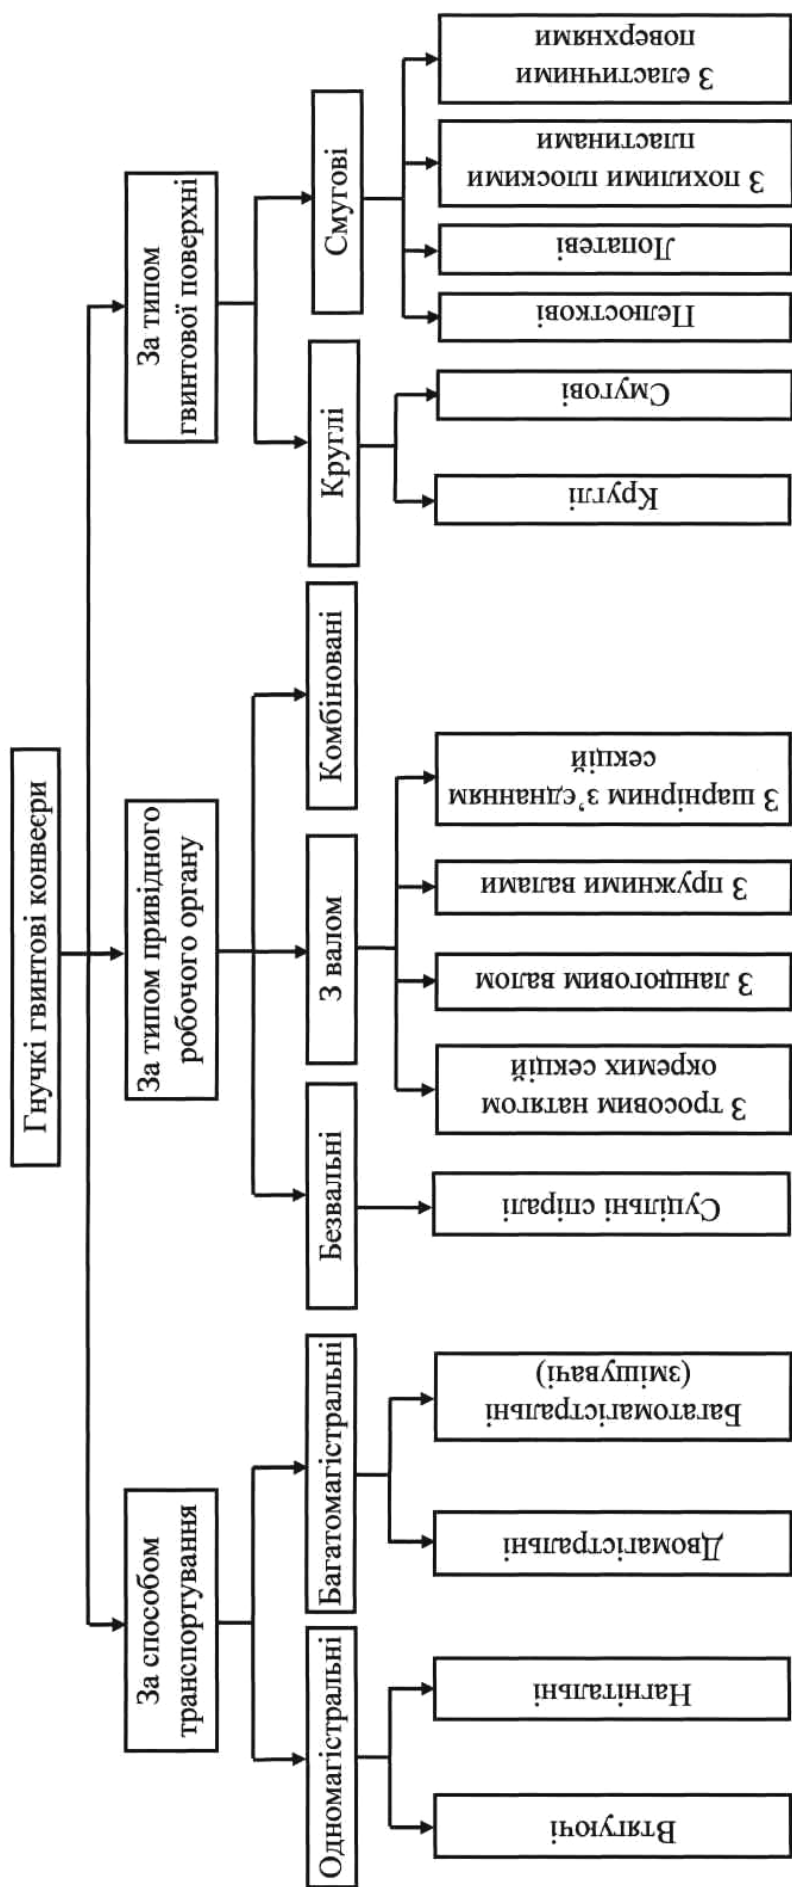 Гнучкі гвинтові конвеєри
За способом
транспортування
За типом привідного
робочого органу
За типом
гвинтової поверхні
Одномагістральні
Багатомагістральні
Безвальні
З валом
Комбіновані
Круглі
Смугові
Втягуючі
Нагнітальні
Двомагістральні
Багатомагістральні
(змішувачі)
Суцільні спіралі
З тросовим натягом
окремих секцій
З ланцюговим валом
З пружними валами
З шарнірним з’єднанням
секцій
Круглі
Смугові
Пелюсткові
Лопатеві
З похилими плоскими
пластинами
З еластичними
поверхнями